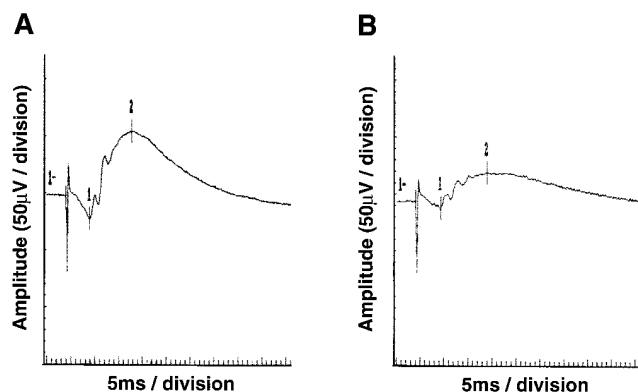 A
Amplitude (50µV / division)
1-
1
2
5ms / division
B
Amplitude (50µV / division)
1-
1
2
5ms / division